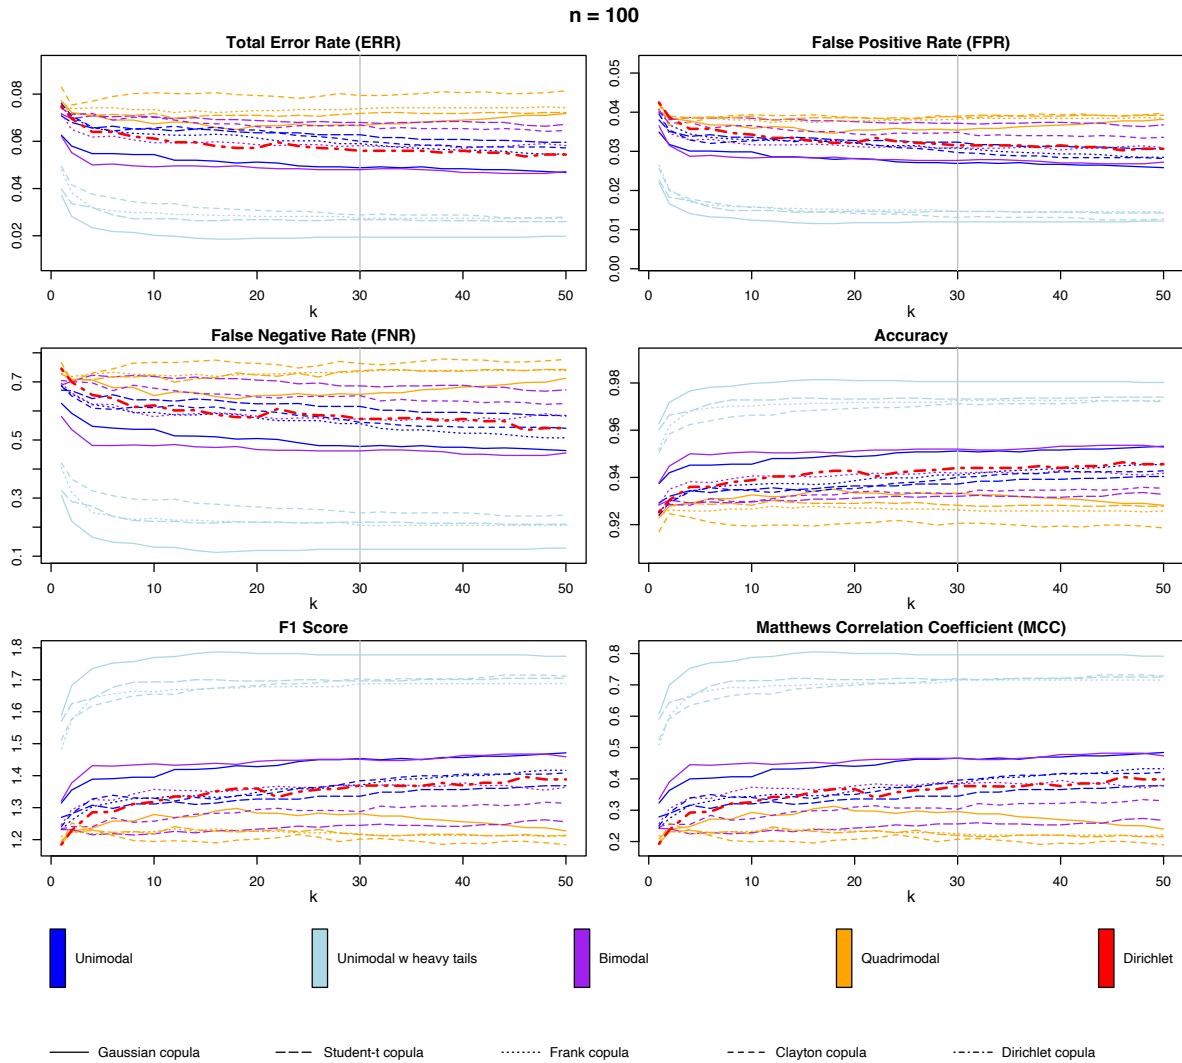 n = 100
Total Error Rate (ERR)
0.08
0.06
0.04
0.02
0 10 20 30 40 50
k
False Positive Rate (FPR)
0.05
0.04
0.03
0.02
0.01
0.00
0 10 20 30 40 50
k
False Negative Rate (FNR)
0.7
0.5
0.3
0.1
0 10 20 30 40 50
k
Accuracy
0.98
0.96
0.94
0.92
0 10 20 30 40 50
k
F1 Score
1.8
1.7
1.6
1.5
1.4
1.3
1.2
0 10 20 30 40 50
k
Matthews Correlation Coefficient (MCC)
0.8
0.7
0.6
0.5
0.4
0.3
0.2
0 10 20 30 40 50
k
Unimodal Unimodal w heavy tails Bimodal Quadrimodal Dirichlet
Gaussian copula Student-t copula Frank copula Clayton copula Dirichlet copula